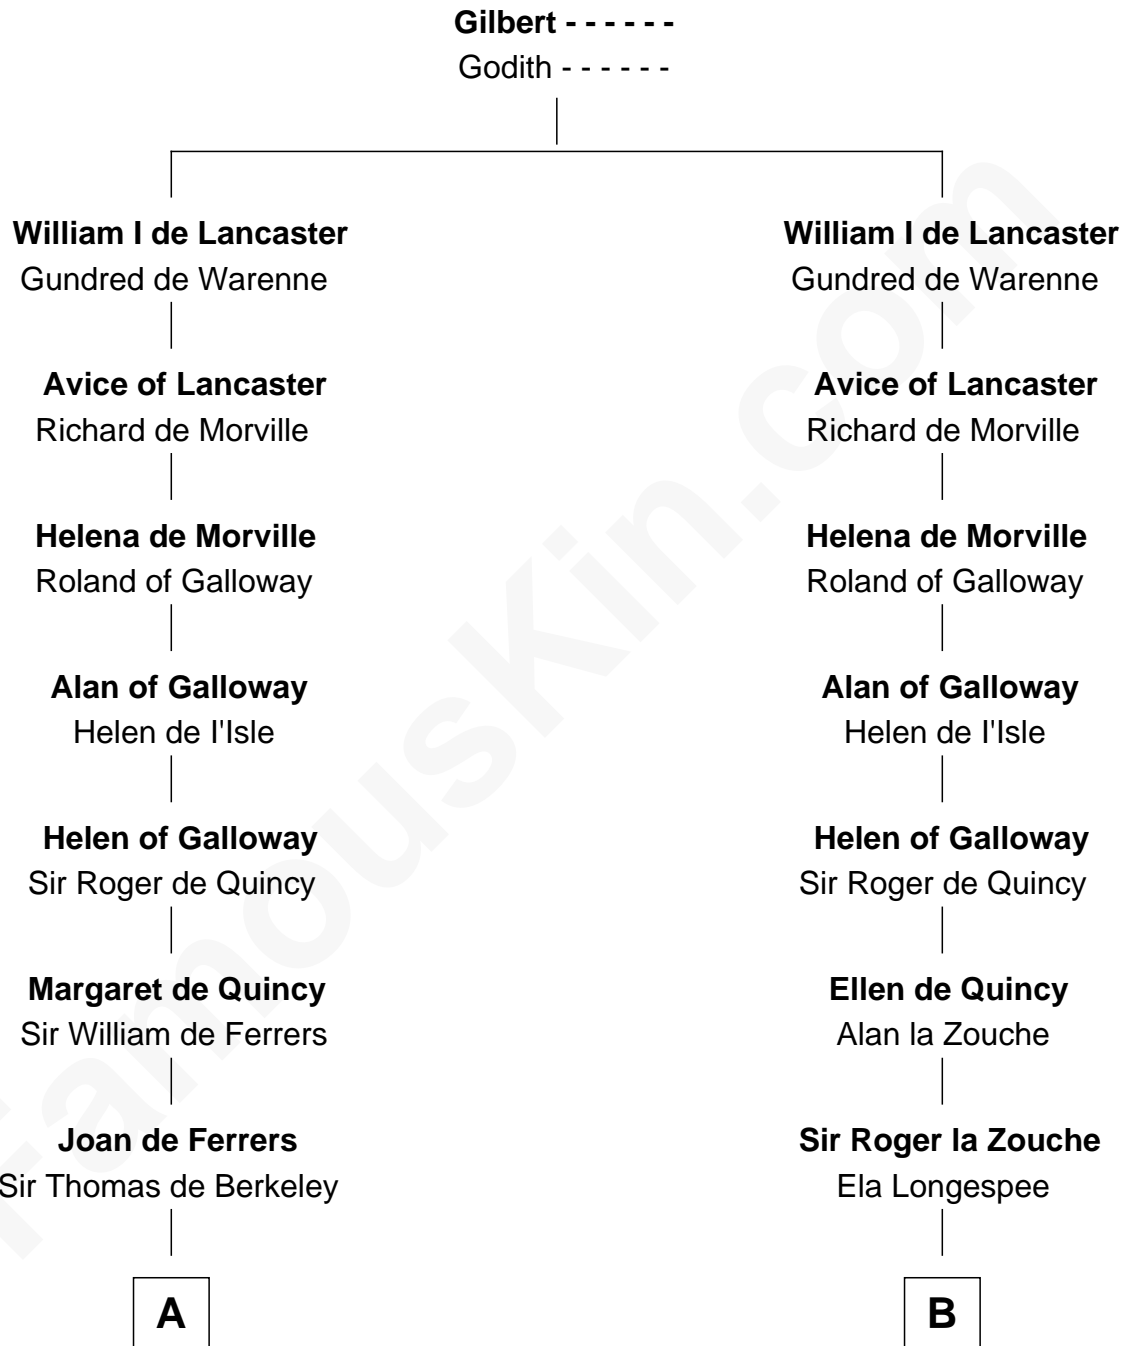 Gilbert - - - - - -
Godith - - - - - -
William I de Lancaster
Gundred de Warenne
Avice of Lancaster
Richard de Morville
Helena de Morville
Roland of Galloway
Alan of Galloway
Helen de l'Isle
Helen of Galloway
Sir Roger de Quincy
Margaret de Quincy
Sir William de Ferrers
Joan de Ferrers
Sir Thomas de Berkeley
A
William I de Lancaster
Gundred de Warenne
Avice of Lancaster
Richard de Morville
Helena de Morville
Roland of Galloway
Alan of Galloway
Helen de l'Isle
Helen of Galloway
Sir Roger de Quincy
Ellen de Quincy
Alan la Zouche
Sir Roger la Zouche
Ela Longespee
B
FamousKin.com